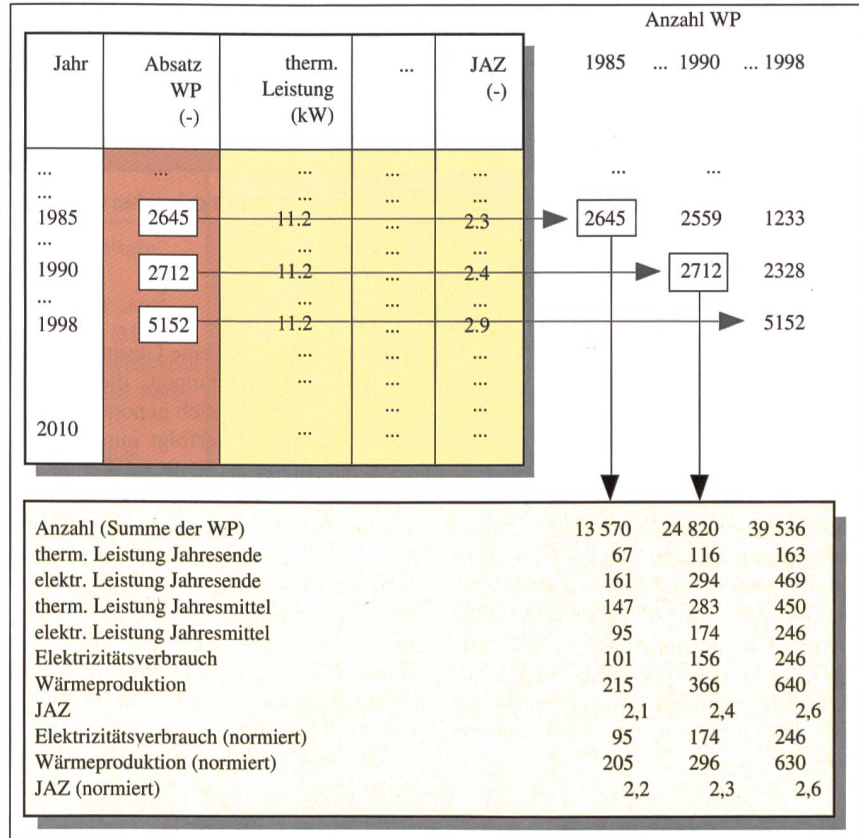 Anzahl WP
Jahr Absatz therm. ... JAZ 1985 ... 1990 ... 1998
WP Leistung (-)
(-) (kW)
... ... ... ... ... ... ...
... ... ... ...
1985 2645 11.2 ... 2.3 2645 2559 1233
... ... ... ...
1990 2712 11.2 ... 2.4 2712 2328
... ... ... ...
1998 5152 11.2 ... 2.9 5152
... ... ...
... ... ...
... ...
2010 ... ... ...
Anzahl (Summe der WP) 13 570 24 820 39 536
therm. Leistung Jahresende 67 116 163
elektr. Leistung Jahresende 161 294 469
therm. Leistung Jahresmittel 147 283 450
elektr. Leistung Jahresmittel 95 174 246
Elektrizitätsverbrauch 101 156 246
Wärmeproduktion 215 366 640
JAZ 2,1 2,4 2,6
Elektrizitätsverbrauch (normiert) 95 174 246
Wärmeproduktion (normiert) 205 296 630
JAZ (normiert) 2,2 2,3 2,6